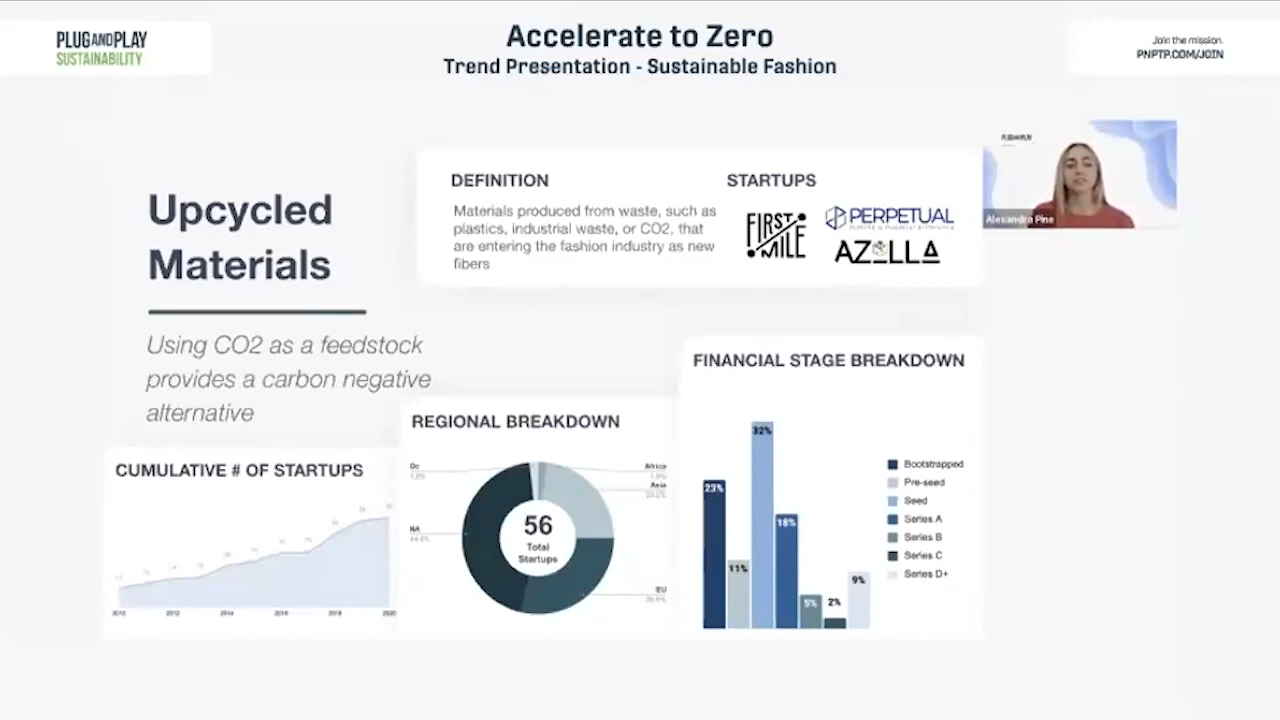 PLUGANDPLAY
SUSTAINABILITY
Accelerate to Zero
Trend Presentation - Sustainable Fashion
Join the mission.
PNPTP.COM/JOIN
Upcycled
Materials
Using CO2 as a feedstock
provides a carbon negative
alternative
DEFINITION
Materials produced from waste, such as
plastics, industrial waste, or CO2, that
are entering the fashion industry as new
fibers
STARTUPS
FIRST
MILE
PERPETUAL
AZOLLA
PLUGANDPLAY
Alexandra Pine
CUMULATIVE # OF STARTUPS
2010 2012 2014 2016 2018 2020
REGIONAL BREAKDOWN
Oc
Africa
Asia
NA
EU
56
Total
Startups
FINANCIAL STAGE BREAKDOWN
23%
11%
32%
18%
5%
2%
9%
Bootstrapped
Pre-seed
Seed
Series A
Series B
Series C
Series D+